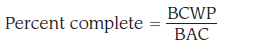 Percent complete = BCWP / BAC